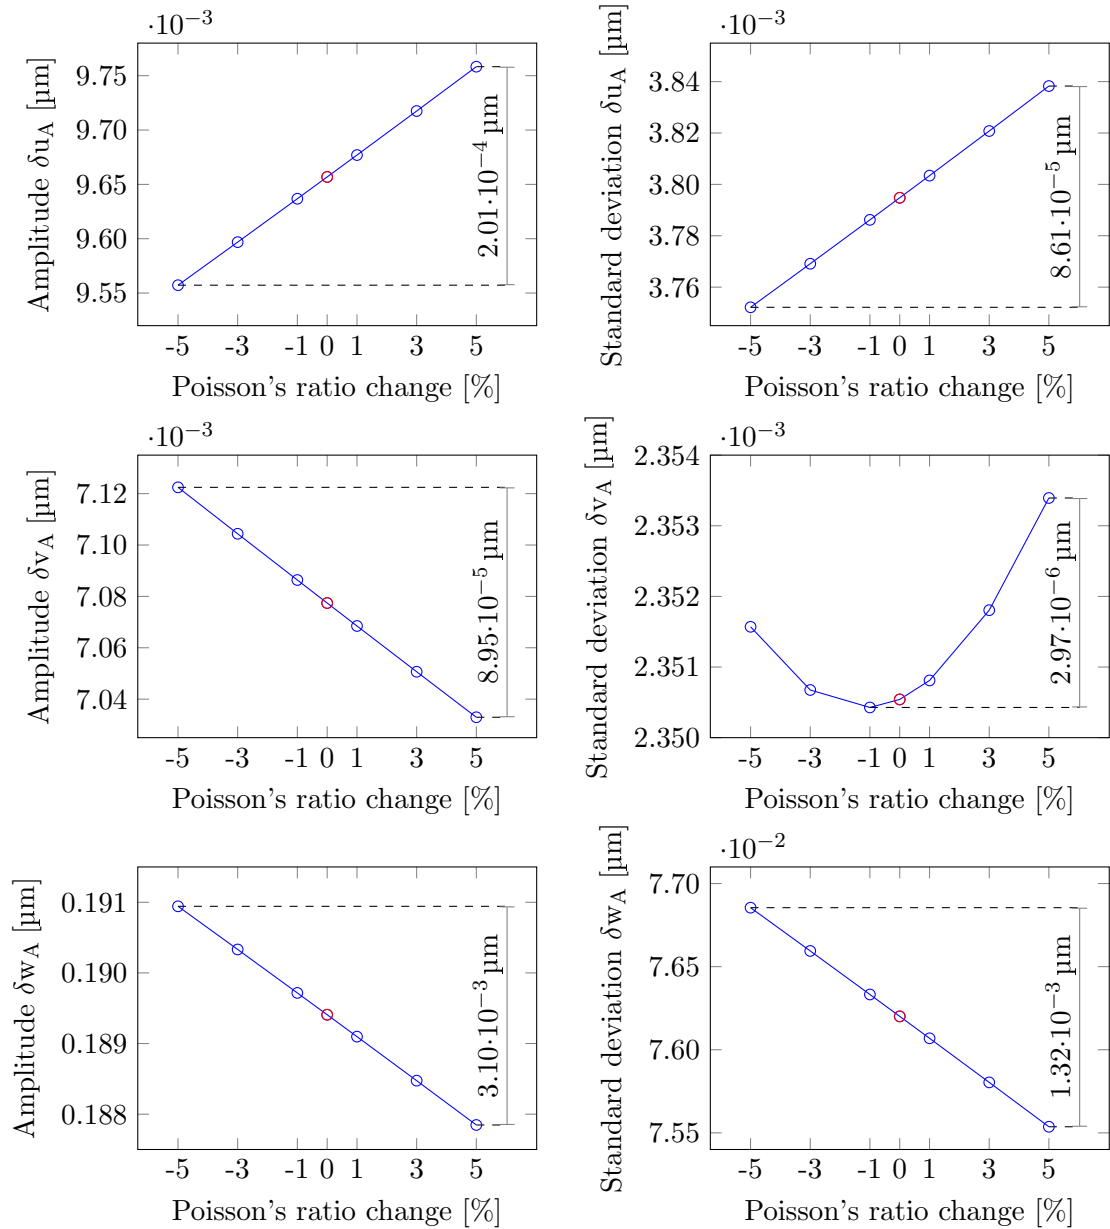 ·10⁻³
Amplitude δu_A [µm]
9.75
9.70
9.65
9.60
9.55
2.01·10⁻⁴ µm
-5 -3 -1 0 1 3 5
Poisson's ratio change [%]
·10⁻³
Standard deviation δu_A [µm]
3.84
3.82
3.80
3.78
3.76
8.61·10⁻⁵ µm
-5 -3 -1 0 1 3 5
Poisson's ratio change [%]
·10⁻³
Amplitude δv_A [µm]
7.12
7.10
7.08
7.06
7.04
8.95·10⁻⁵ µm
-5 -3 -1 0 1 3 5
Poisson's ratio change [%]
·10⁻³
Standard deviation δv_A [µm]
2.354
2.353
2.352
2.351
2.350
2.97·10⁻⁶ µm
-5 -3 -1 0 1 3 5
Poisson's ratio change [%]
Amplitude δw_A [µm]
0.191
0.190
0.189
0.188
3.10·10⁻³ µm
-5 -3 -1 0 1 3 5
Poisson's ratio change [%]
·10⁻²
Standard deviation δw_A [µm]
7.70
7.65
7.60
7.55
1.32·10⁻³ µm
-5 -3 -1 0 1 3 5
Poisson's ratio change [%]